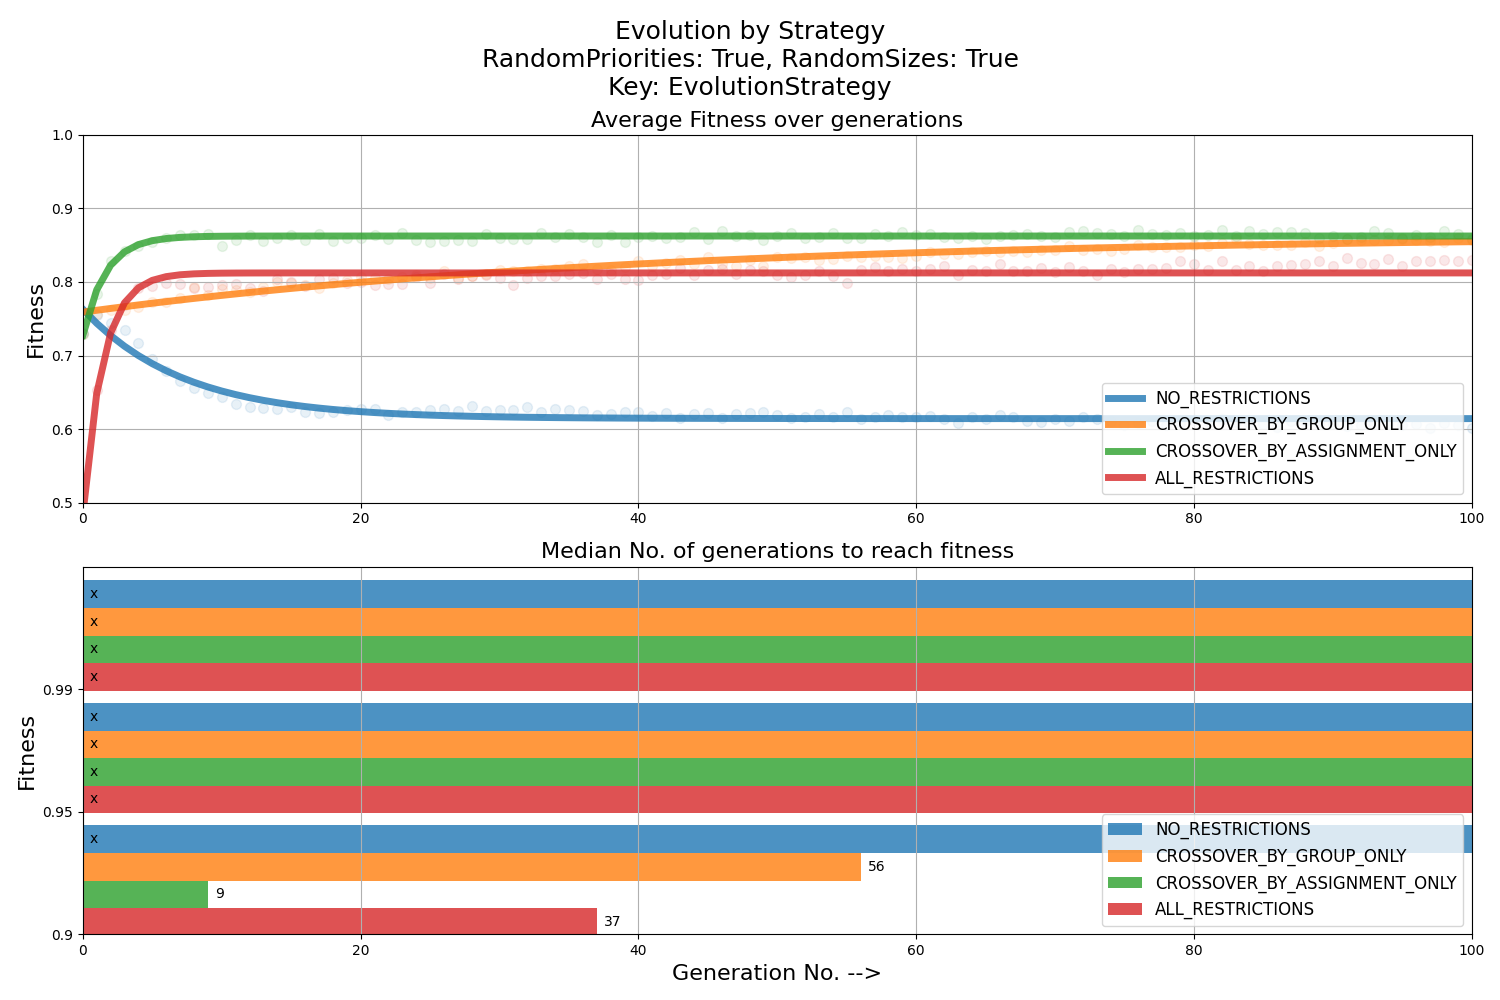 Evolution by Strategy
RandomPriorities: True, RandomSizes: True
Key: EvolutionStrategy
Average Fitness over generations
1.0
0.9
0.8
0.7
0.6
0.5
Fitness
NO_RESTRICTIONS
CROSSOVER_BY_GROUP_ONLY
CROSSOVER_BY_ASSIGNMENT_ONLY
ALL_RESTRICTIONS
0 20 40 60 80 100
Median No. of generations to reach fitness
x
x
x
x
0.99
x
x
x
x
0.95
x
56
9
37
0.9
Fitness
NO_RESTRICTIONS
CROSSOVER_BY_GROUP_ONLY
CROSSOVER_BY_ASSIGNMENT_ONLY
ALL_RESTRICTIONS
0 20 40 60 80 100
Generation No. -->